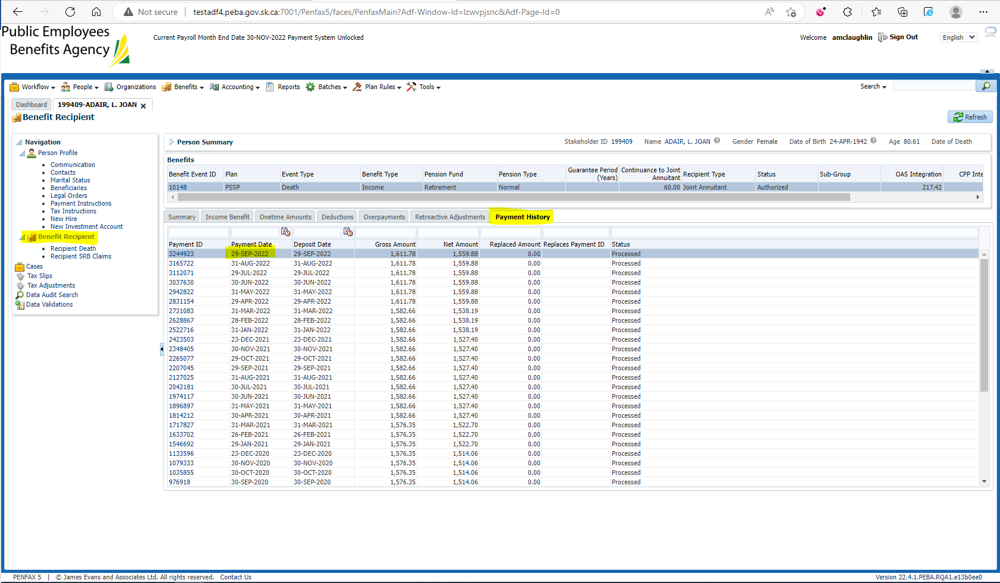 Not secure | testadf4.peba.gov.sk.ca:7001/Penfax5/faces/PenfaxMain?Adf-Window-Id=lzwvpjsnc&Adf-Page-Id=0
Public Employees
Benefits Agency
Current Payroll Month End Date 30-NOV-2022 Payment System Unlocked
Welcome amclaughlin Sign Out English
Workflow People Organizations Benefits Accounting Reports Batches Plan Rules Tools Search
Dashboard 199409-ADAIR, L. JOAN
Benefit Recipient
Refresh
Navigation
Person Profile
Communication
Contacts
Marital Status
Beneficiaries
Legal Orders
Payment Instructions
Tax Instructions
New Hire
New Investment Account
Benefit Recipient
Recipient Death
Recipient SRB Claims
Cases
Tax Slips
Tax Adjustments
Data Audit Search
Data Validations
Person Summary Stakeholder ID 199409 Name ADAIR, L. JOAN Gender Female Date of Birth 24-APR-1942 Age 80.61 Date of Death
Benefits
Benefit Event ID Plan Event Type Benefit Type Pension Fund Pension Type Guarantee Period (Years) Continuance to Joint Annuitant Recipient Type Status Sub-Group OAS Integration CPP Inte
10148 PSSP Death Income Retirement Normal 60.00 Joint Annuitant Authorized 217.42
Summary Income Benefit Onetime Amounts Deductions Overpayments Retroactive Adjustments Payment History
Payment ID Payment Date Deposit Date Gross Amount Net Amount Replaced Amount Replaces Payment ID Status
3244923 29-SEP-2022 29-SEP-2022 1,611.78 1,559.88 0.00 Processed
3165722 31-AUG-2022 31-AUG-2022 1,611.78 1,559.88 0.00 Processed
3112071 29-JUL-2022 29-JUL-2022 1,611.78 1,559.88 0.00 Processed
3037630 30-JUN-2022 30-JUN-2022 1,611.78 1,559.88 0.00 Processed
2942822 31-MAY-2022 31-MAY-2022 1,611.78 1,559.88 0.00 Processed
2831154 29-APR-2022 29-APR-2022 1,611.78 1,559.88 0.00 Processed
2731083 31-MAR-2022 31-MAR-2022 1,582.66 1,538.19 0.00 Processed
2628867 28-FEB-2022 28-FEB-2022 1,582.66 1,538.19 0.00 Processed
2522716 31-JAN-2022 31-JAN-2022 1,582.66 1,538.19 0.00 Processed
2423503 23-DEC-2021 23-DEC-2021 1,582.66 1,527.40 0.00 Processed
2348405 30-NOV-2021 30-NOV-2021 1,582.66 1,527.40 0.00 Processed
2265077 29-OCT-2021 29-OCT-2021 1,582.66 1,527.40 0.00 Processed
2207045 29-SEP-2021 29-SEP-2021 1,582.66 1,527.40 0.00 Processed
2127025 31-AUG-2021 31-AUG-2021 1,582.66 1,527.40 0.00 Processed
2042181 30-JUL-2021 30-JUL-2021 1,582.66 1,527.40 0.00 Processed
1974117 30-JUN-2021 30-JUN-2021 1,582.66 1,527.40 0.00 Processed
1896897 31-MAY-2021 31-MAY-2021 1,582.66 1,527.40 0.00 Processed
1814212 30-APR-2021 30-APR-2021 1,582.66 1,527.40 0.00 Processed
1717827 31-MAR-2021 31-MAR-2021 1,576.35 1,522.70 0.00 Processed
1633702 26-FEB-2021 26-FEB-2021 1,576.35 1,522.70 0.00 Processed
1546692 29-JAN-2021 29-JAN-2021 1,576.35 1,522.70 0.00 Processed
1133596 23-DEC-2020 23-DEC-2020 1,576.35 1,514.06 0.00 Processed
1079333 30-NOV-2020 30-NOV-2020 1,576.35 1,514.06 0.00 Processed
1035855 30-OCT-2020 30-OCT-2020 1,576.35 1,514.06 0.00 Processed
976918 30-SEP-2020 30-SEP-2020 1,576.35 1,514.06 0.00 Processed
PENFAX 5 | © James Evans and Associates Ltd. All rights reserved. Contact Us Version 22.4.1.PEBA.RQA1.e13b0ee0